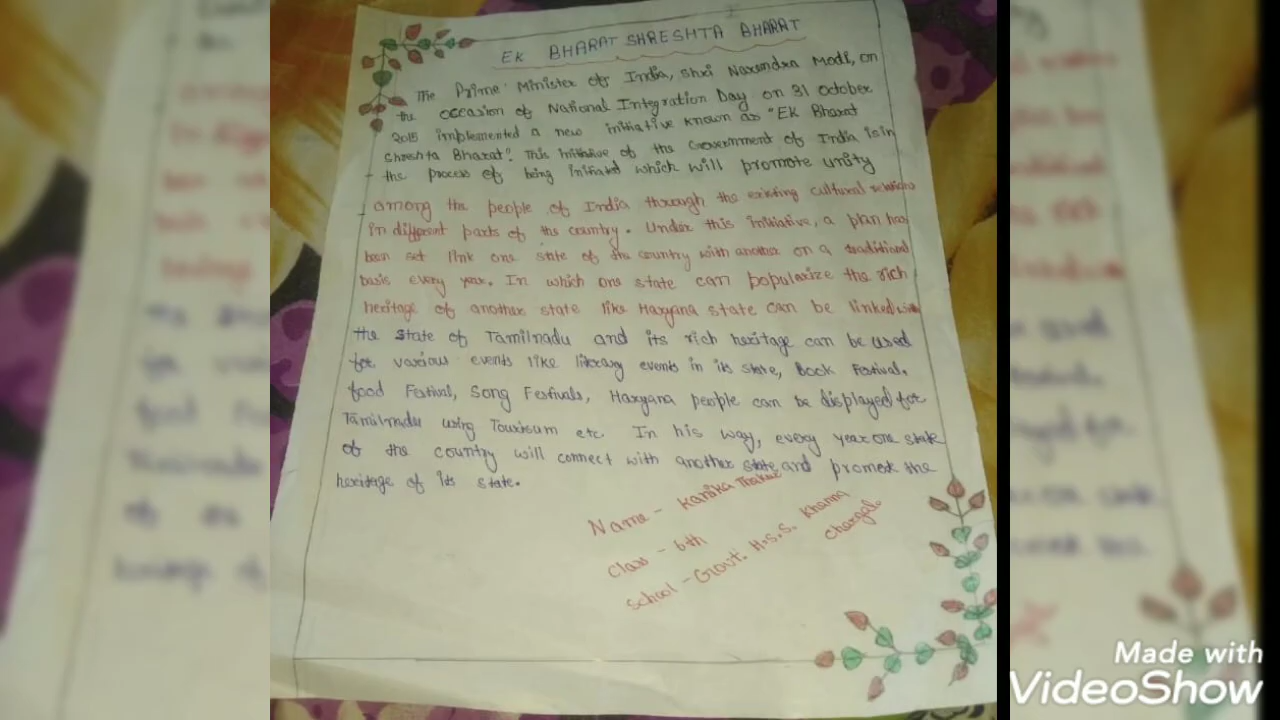 EK BHARAT SHRESHTA BHARAT
The Prime Minister of India, Shri Narendra Modi, on
the occasion of National Integration Day on 31 October
2015 implemented a new initiative known as "EK Bharat
Shreshta Bharat". This initiative of the Government of India is in
the process of being initiated which will promote unity
among the people of India through the existing cultural relations
in different parts of the country. Under this initiative, a plan has
been set link one state of the country with another on a traditional
basis every year. In which one state can popularize the rich
heritage of another state like Haryana state can be linked with
the state of Tamilnadu and its rich heritage can be used
for various events like literary events in its state, Book Festival.
food Festival, Song Festivals, Haryana people can be displayed for
Tamilnadu using Tourisum etc. In his way, every year one state
of the country will connect with another state and promot the
heritage of its state.
Name - Kanika Thakur
Class - 6th
School - Govt. H.S.S. Khanna
Chargal
Made with
VideoShow